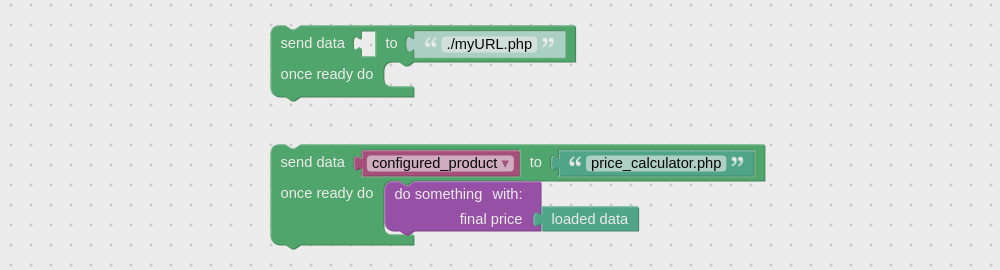 send data to “ ./myURL.php ”
once ready do
send data configured_product ▾ to “ price_calculator.php ”
once ready do do something with:
final price loaded data